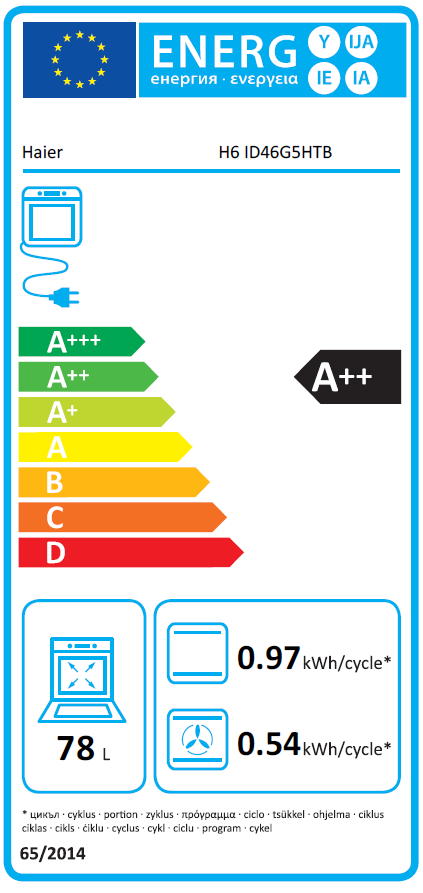 ENERG Y IJA
енергия · ενεργεια IE IA
Haier H6 ID46G5HTB
A+++
A++
A++
A+
A
B
C
D
0.97 kWh/cycle*
78 L
0.54 kWh/cycle*
* цикъл · cyklus · portion · zyklus · πρόγραμμα · ciclo · tsükkel · ohjelma · ciklus
ciklas · cikls · ċiklu · cyclus · cykl · ciclu · program · cykel
65/2014